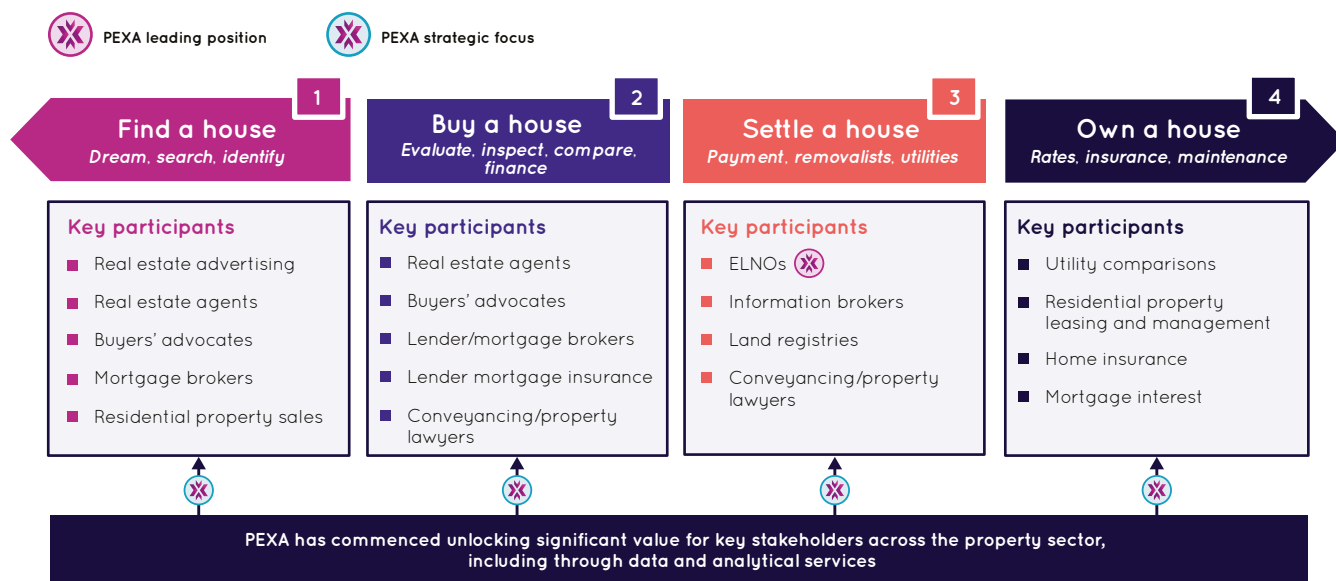 PEXA leading position
PEXA strategic focus
1
Find a house
Dream, search, identify
2
Buy a house
Evaluate, inspect, compare,
finance
3
Settle a house
Payment, removalists, utilities
4
Own a house
Rates, insurance, maintenance
Key participants
Real estate advertising
Real estate agents
Buyers’ advocates
Mortgage brokers
Residential property sales
Key participants
Real estate agents
Buyers’ advocates
Lender/mortgage brokers
Lender mortgage insurance
Conveyancing/property
lawyers
Key participants
ELNOs
Information brokers
Land registries
Conveyancing/property
lawyers
Key participants
Utility comparisons
Residential property
leasing and management
Home insurance
Mortgage interest
PEXA has commenced unlocking significant value for key stakeholders across the property sector,
including through data and analytical services